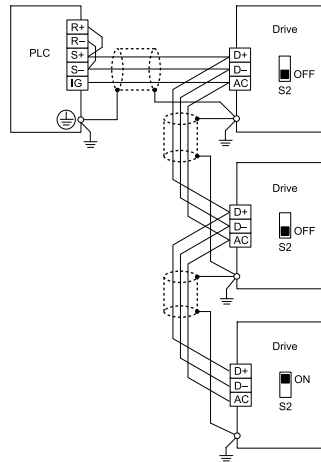 PLC
R+
R–
S+
S–
IG
Drive
D+
D–
AC
OFF
S2
Drive
D+
D–
AC
OFF
S2
Drive
D+
D–
AC
ON
S2